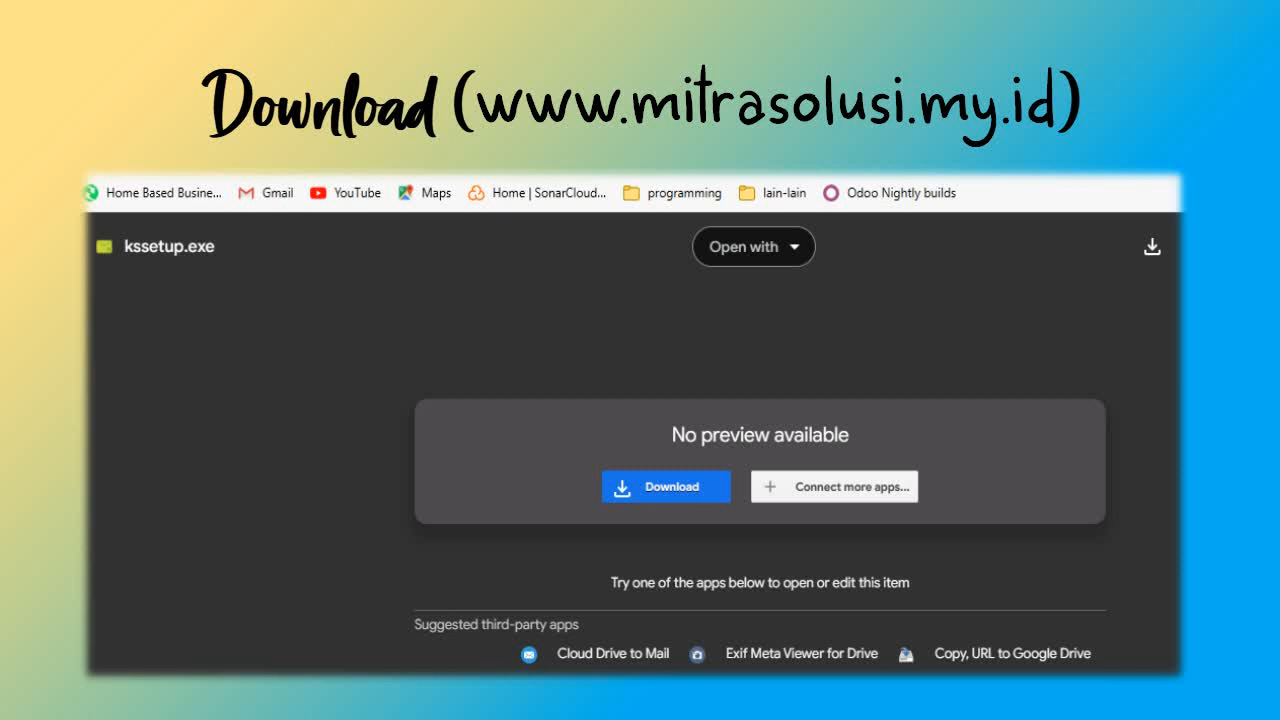 Download (www.mitrasolusi.my.id)
Home Based Busine... Gmail YouTube Maps Home | SonarCloud... programming lain-lain Odoo Nightly builds
kssetup.exe Open with
No preview available
Download + Connect more apps...
Try one of the apps below to open or edit this item
Suggested third-party apps
Cloud Drive to Mail Exif Meta Viewer for Drive Copy, URL to Google Drive